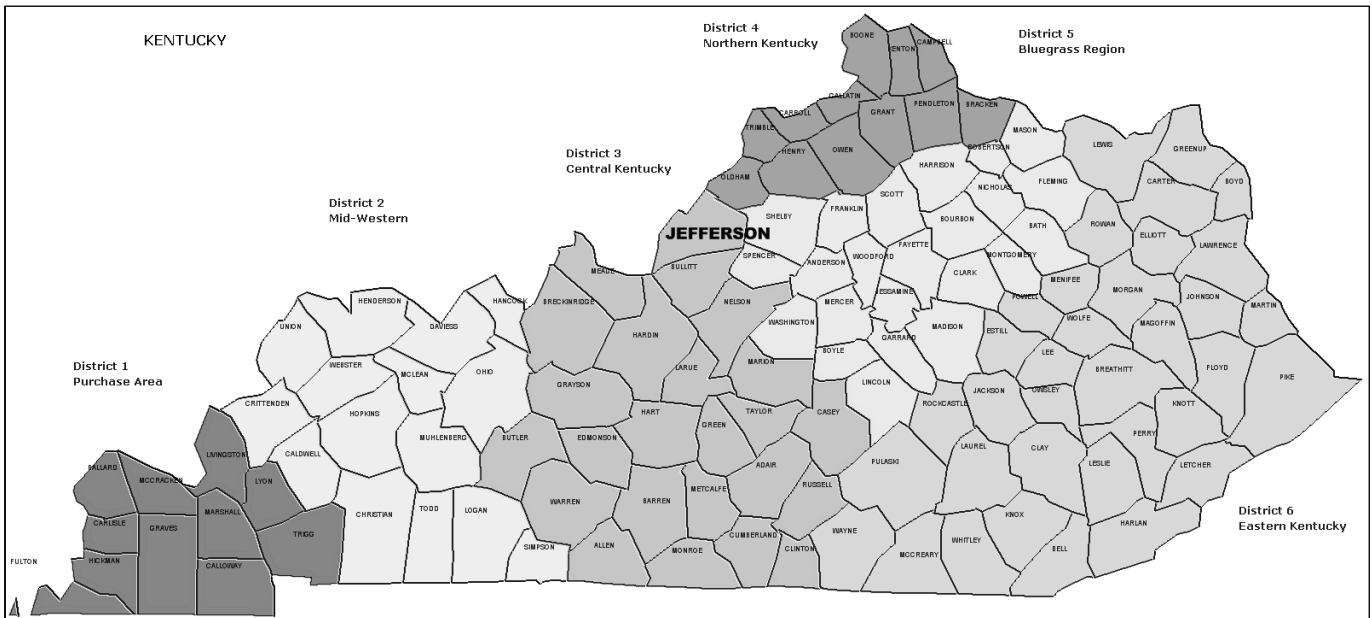 KENTUCKY
District 4
Northern Kentucky
District 5
Bluegrass Region
District 3
Central Kentucky
District 2
Mid-Western
District 1
Purchase Area
District 6
Eastern Kentucky
BOONE
KENTON
CAMPBELL
GALLATIN
CARROLL
TRIMBLE
GRANT
PENDLETON
BRACKEN
HENRY
OWEN
OLDHAM
MASON
LEWIS
GREENUP
ROBERTSON
HARRISON
FLEMING
CARTER
BOYD
NICHOLAS
SCOTT
SHELBY
FRANKLIN
BOURBON
BATH
ROWAN
ELLIOTT
LAWRENCE
JEFFERSON
SPENCER
ANDERSON
WOODFORD
FAYETTE
MONTGOMERY
CLARK
MENIFEE
MORGAN
JOHNSON
MARTIN
BULLITT
MEADE
NELSON
MERCER
JESSAMINE
POWELL
WOLFE
MAGOFFIN
BRECKINRIDGE
HANCOCK
HENDERSON
UNION
DAVIESS
HARDIN
WASHINGTON
MADISON
ESTILL
GARRARD
BOYLE
LEE
BREATHITT
FLOYD
PIKE
WEBSTER
MCLEAN
OHIO
GRAYSON
LARUE
MARION
LINCOLN
ROCKCASTLE
JACKSON
OWSLEY
KNOTT
CRITTENDEN
HOPKINS
MUHLENBERG
BUTLER
EDMONSON
HART
GREEN
TAYLOR
CASEY
PERRY
LIVINGSTON
CALDWELL
LYON
ADAIR
PULASKI
LAUREL
CLAY
LESLIE
LETCHER
BALLARD
MCCRACKEN
MARSHALL
WARREN
BARREN
METCALFE
RUSSELL
CARLISLE
GRAVES
TRIGG
CHRISTIAN
TODD
LOGAN
SIMPSON
ALLEN
MONROE
CUMBERLAND
CLINTON
WAYNE
MCCREARY
WHITLEY
KNOX
BELL
HARLAN
FULTON
HICKMAN
CALLOWAY